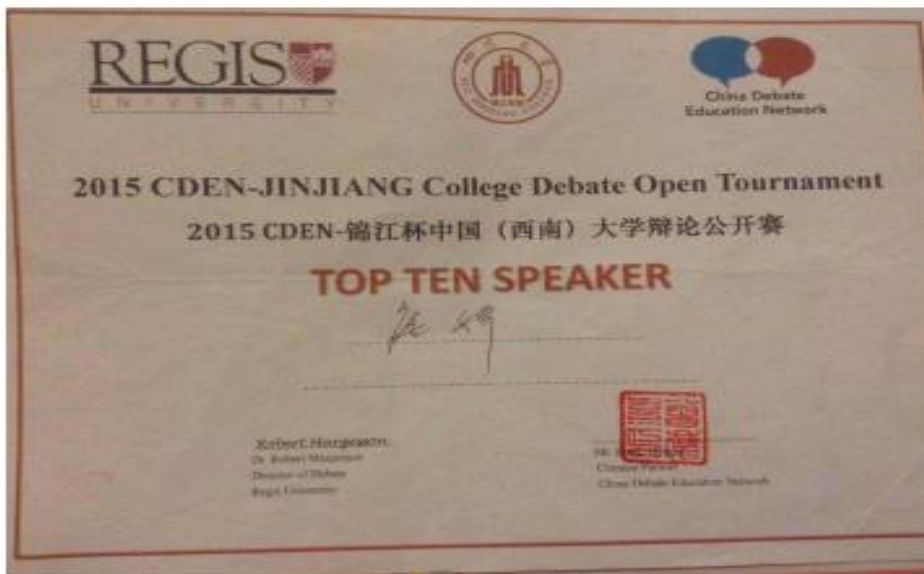 REGIS
UNIVERSITY
China Debate
Education Network
2015 CDEN-JINJIANG College Debate Open Tournament
2015 CDEN-锦江杯中国（西南）大学辩论公开赛
TOP TEN SPEAKER
Robert Margesson
Dr. Robert Margesson
Director of Debate
Regis University
China Debate Education Network